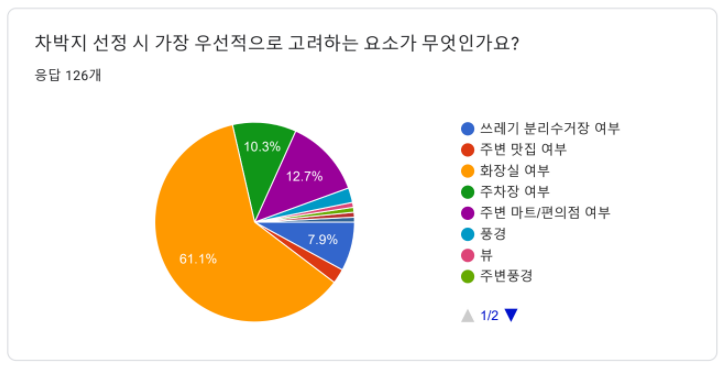 차박지 선정 시 가장 우선적으로 고려하는 요소가 무엇인가요?
응답 126개
10.3%
12.7%
7.9%
61.1%
쓰레기 분리수거장 여부
주변 맛집 여부
화장실 여부
주차장 여부
주변 마트/편의점 여부
풍경
뷰
주변풍경
1/2